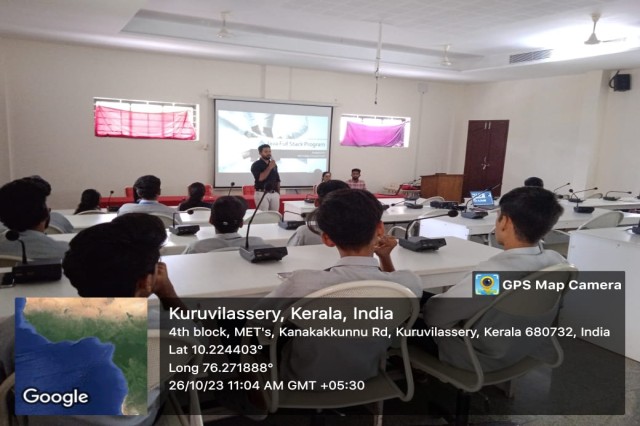 Full Stack Program
GPS Map Camera
Kuruvilassery, Kerala, India
4th block, MET's, Kanakakkunnu Rd, Kuruvilassery, Kerala 680732, India
Lat 10.224403°
Long 76.271888°
26/10/23 11:04 AM GMT +05:30
Google